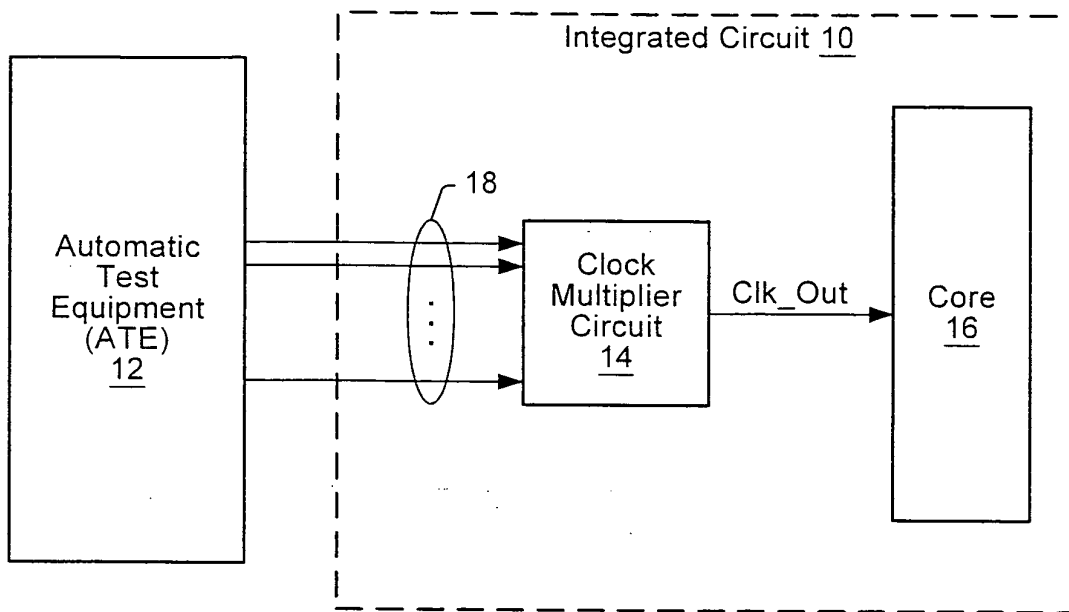 Integrated Circuit 10
18
Automatic
Test
Equipment
(ATE)
12
Clock
Multiplier
Circuit
14
Clk_Out
Core
16